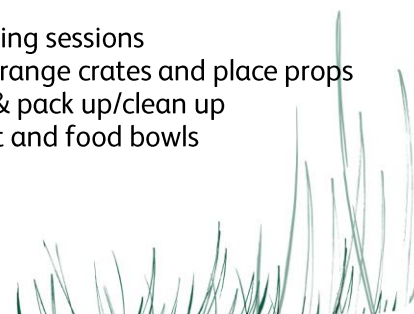 ing sessions
range crates and place props
& pack up/clean up
t and food bowls